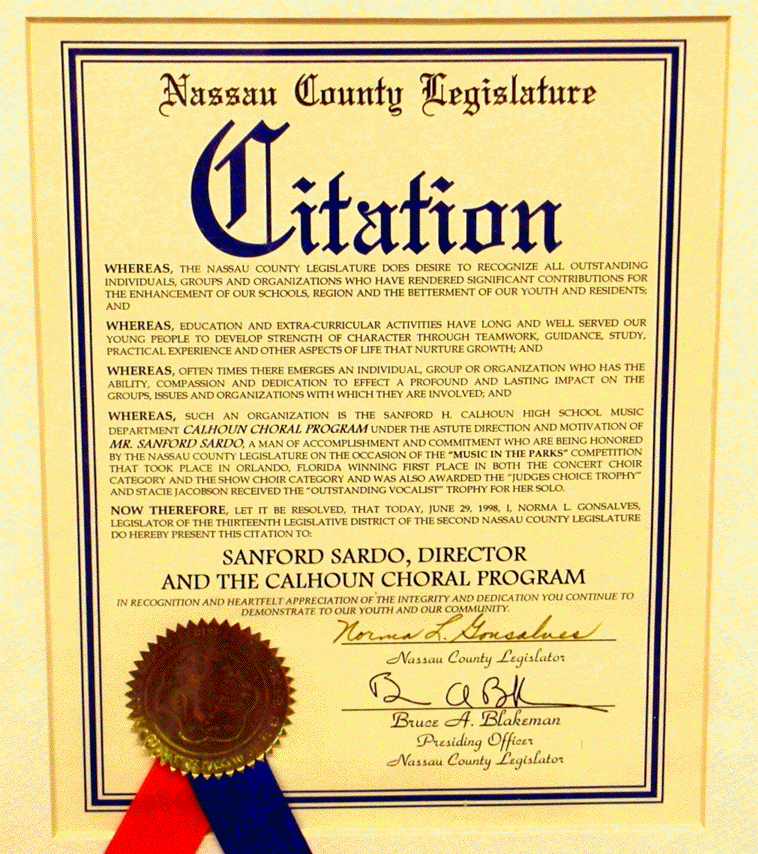 Nassau County Legislature
Citation
WHEREAS, THE NASSAU COUNTY LEGISLATURE DOES DESIRE TO RECOGNIZE ALL OUTSTANDING
INDIVIDUALS, GROUPS AND ORGANIZATIONS WHO HAVE RENDERED SIGNIFICANT CONTRIBUTIONS FOR
THE ENHANCEMENT OF OUR SCHOOLS, REGION AND THE BETTERMENT OF OUR YOUTH AND RESIDENTS;
AND
WHEREAS, EDUCATION AND EXTRA-CURRICULAR ACTIVITIES HAVE LONG AND WELL SERVED OUR
YOUNG PEOPLE TO DEVELOP STRENGTH OF CHARACTER THROUGH TEAMWORK, GUIDANCE, STUDY,
PRACTICAL EXPERIENCE AND OTHER ASPECTS OF LIFE THAT NURTURE GROWTH; AND
WHEREAS, OFTEN TIMES THERE EMERGES AN INDIVIDUAL, GROUP OR ORGANIZATION WHO HAS THE
ABILITY, COMPASSION AND DEDICATION TO EFFECT A PROFOUND AND LASTING IMPACT ON THE
GROUPS, ISSUES AND ORGANIZATIONS WITH WHICH THEY ARE INVOLVED; AND
WHEREAS, SUCH AN ORGANIZATION IS THE SANFORD H. CALHOUN HIGH SCHOOL MUSIC
DEPARTMENT CALHOUN CHORAL PROGRAM UNDER THE ASTUTE DIRECTION AND MOTIVATION OF
MR. SANFORD SARDO, A MAN OF ACCOMPLISHMENT AND COMMITMENT WHO ARE BEING HONORED
BY THE NASSAU COUNTY LEGISLATURE ON THE OCCASION OF THE "MUSIC IN THE PARKS" COMPETITION
THAT TOOK PLACE IN ORLANDO, FLORIDA WINNING FIRST PLACE IN BOTH THE CONCERT CHOIR
CATEGORY AND THE SHOW CHOIR CATEGORY AND WAS ALSO AWARDED THE "JUDGES CHOICE TROPHY"
AND STACIE JACOBSON RECEIVED THE "OUTSTANDING VOCALIST" TROPHY FOR HER SOLO.
NOW THEREFORE, LET IT BE RESOLVED, THAT TODAY, JUNE 29, 1998, I, NORMA L. GONSALVES,
LEGISLATOR OF THE THIRTEENTH LEGISLATIVE DISTRICT OF THE SECOND NASSAU COUNTY LEGISLATURE
DO HEREBY PRESENT THIS CITATION TO:
SANFORD SARDO, DIRECTOR
AND THE CALHOUN CHORAL PROGRAM
IN RECOGNITION AND HEARTFELT APPRECIATION OF THE INTEGRITY AND DEDICATION YOU CONTINUE TO
DEMONSTRATE TO OUR YOUTH AND OUR COMMUNITY.
Norma L. Gonsalves
Nassau County Legislator
Bruce A. Blakeman
Presiding Officer
Nassau County Legislator